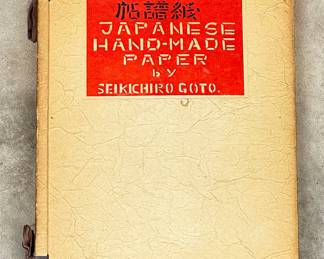 帖譜紙
JAPANESE
HAND-MADE
PAPER
by
SEIKICHIRO GOTO.